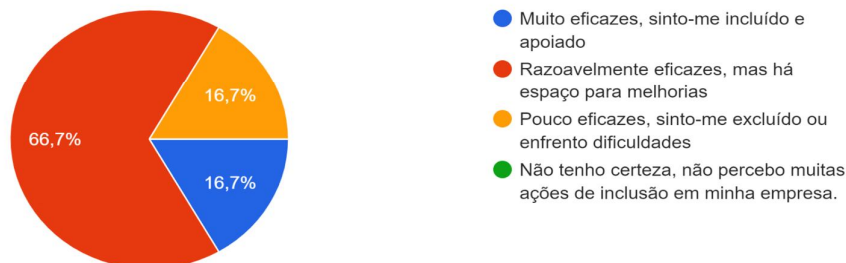 Muito eficazes, sinto-me incluído e
apoiado
Razoavelmente eficazes, mas há
espaço para melhorias
Pouco eficazes, sinto-me excluído ou
enfrento dificuldades
Não tenho certeza, não percebo muitas
ações de inclusão em minha empresa.
16,7%
66,7%
16,7%